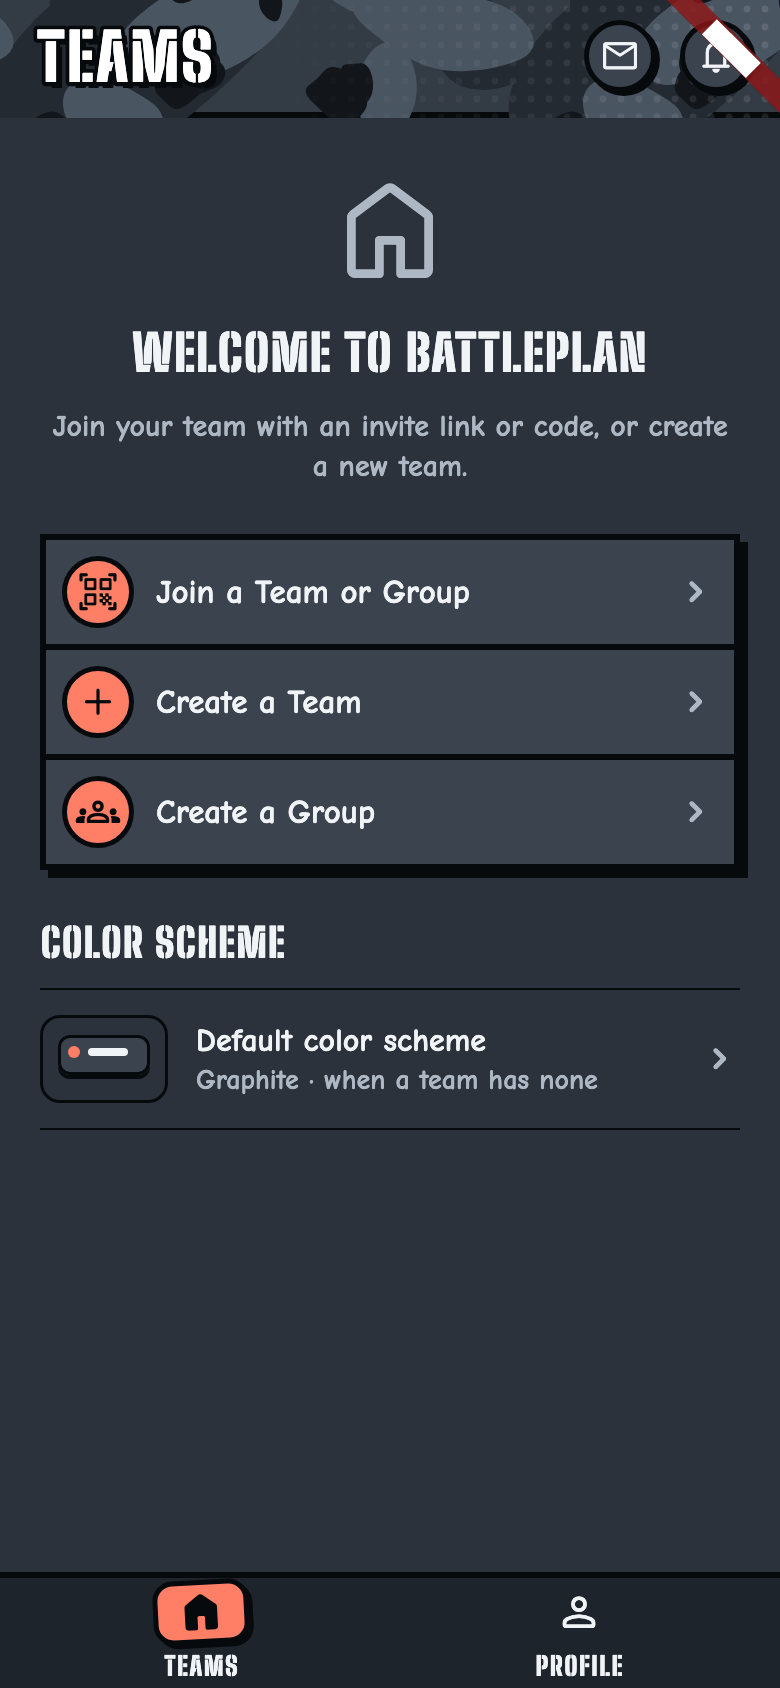 TEAMS
WELCOME TO BATTLEPLAN
Join your team with an invite link or code, or create
a new team.
Join a Team or Group
Create a Team
Create a Group
COLOR SCHEME
Default color scheme
Graphite · when a team has none
TEAMS
PROFILE